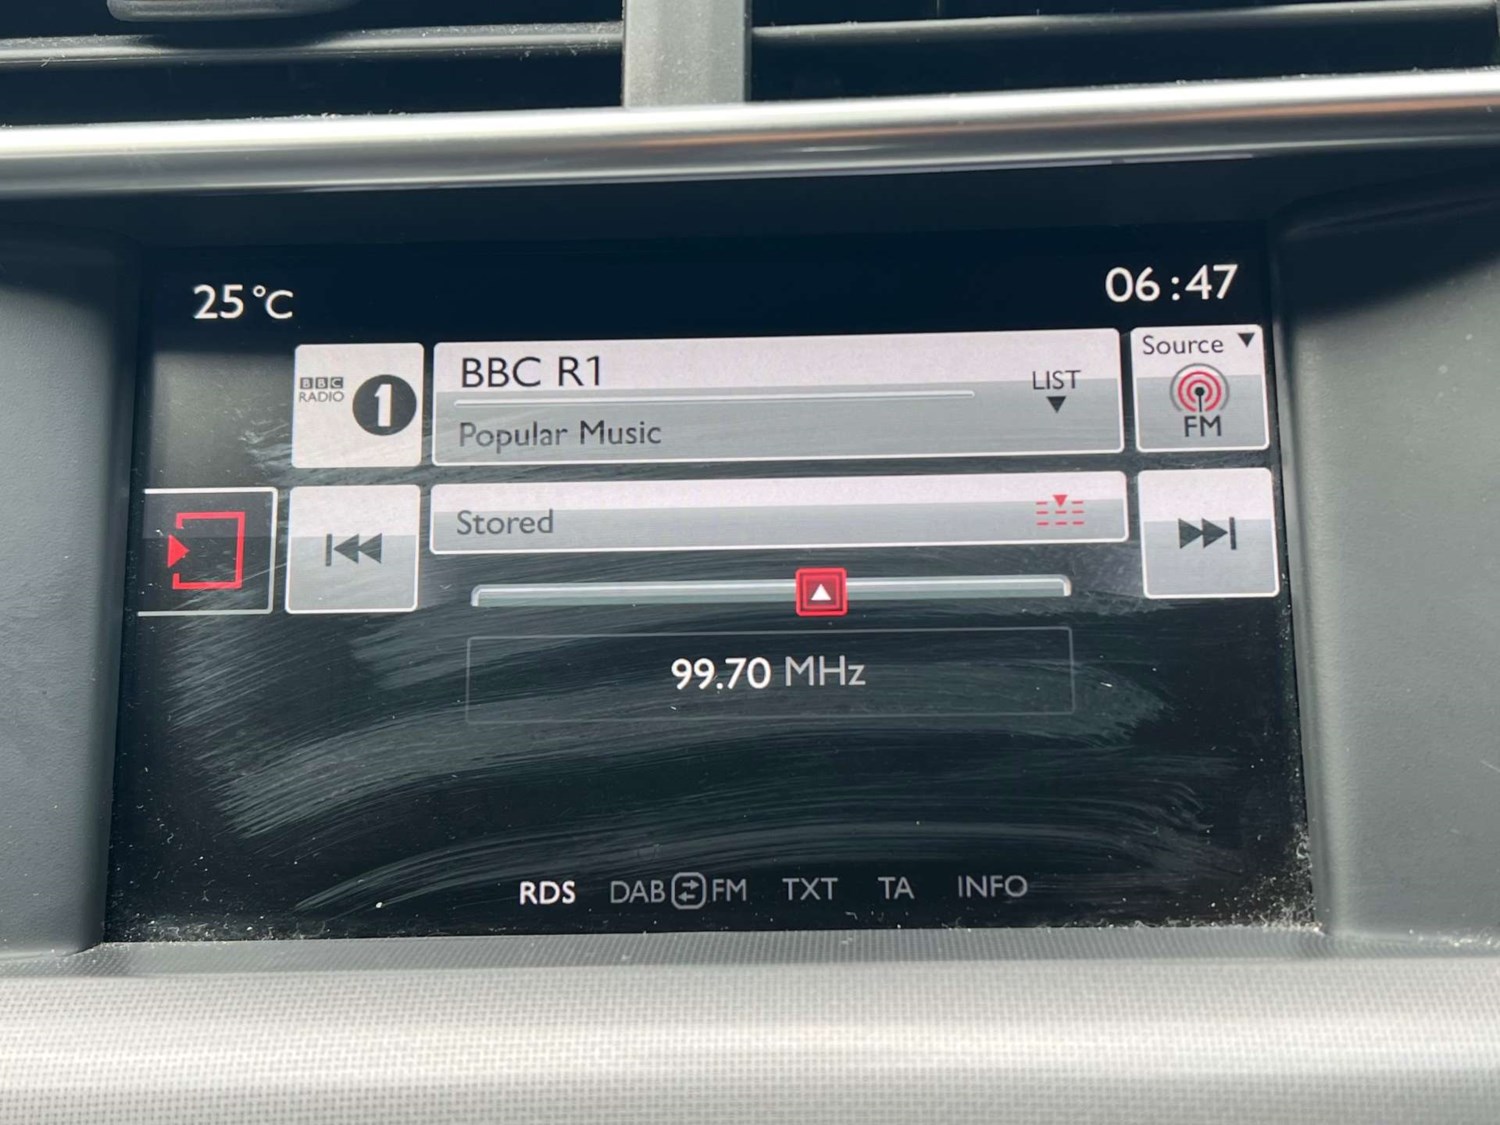 25°C
06:47
BBC RADIO 1
BBC R1
LIST
Popular Music
Source
FM
Stored
99.70 MHz
RDS DAB FM TXT TA INFO